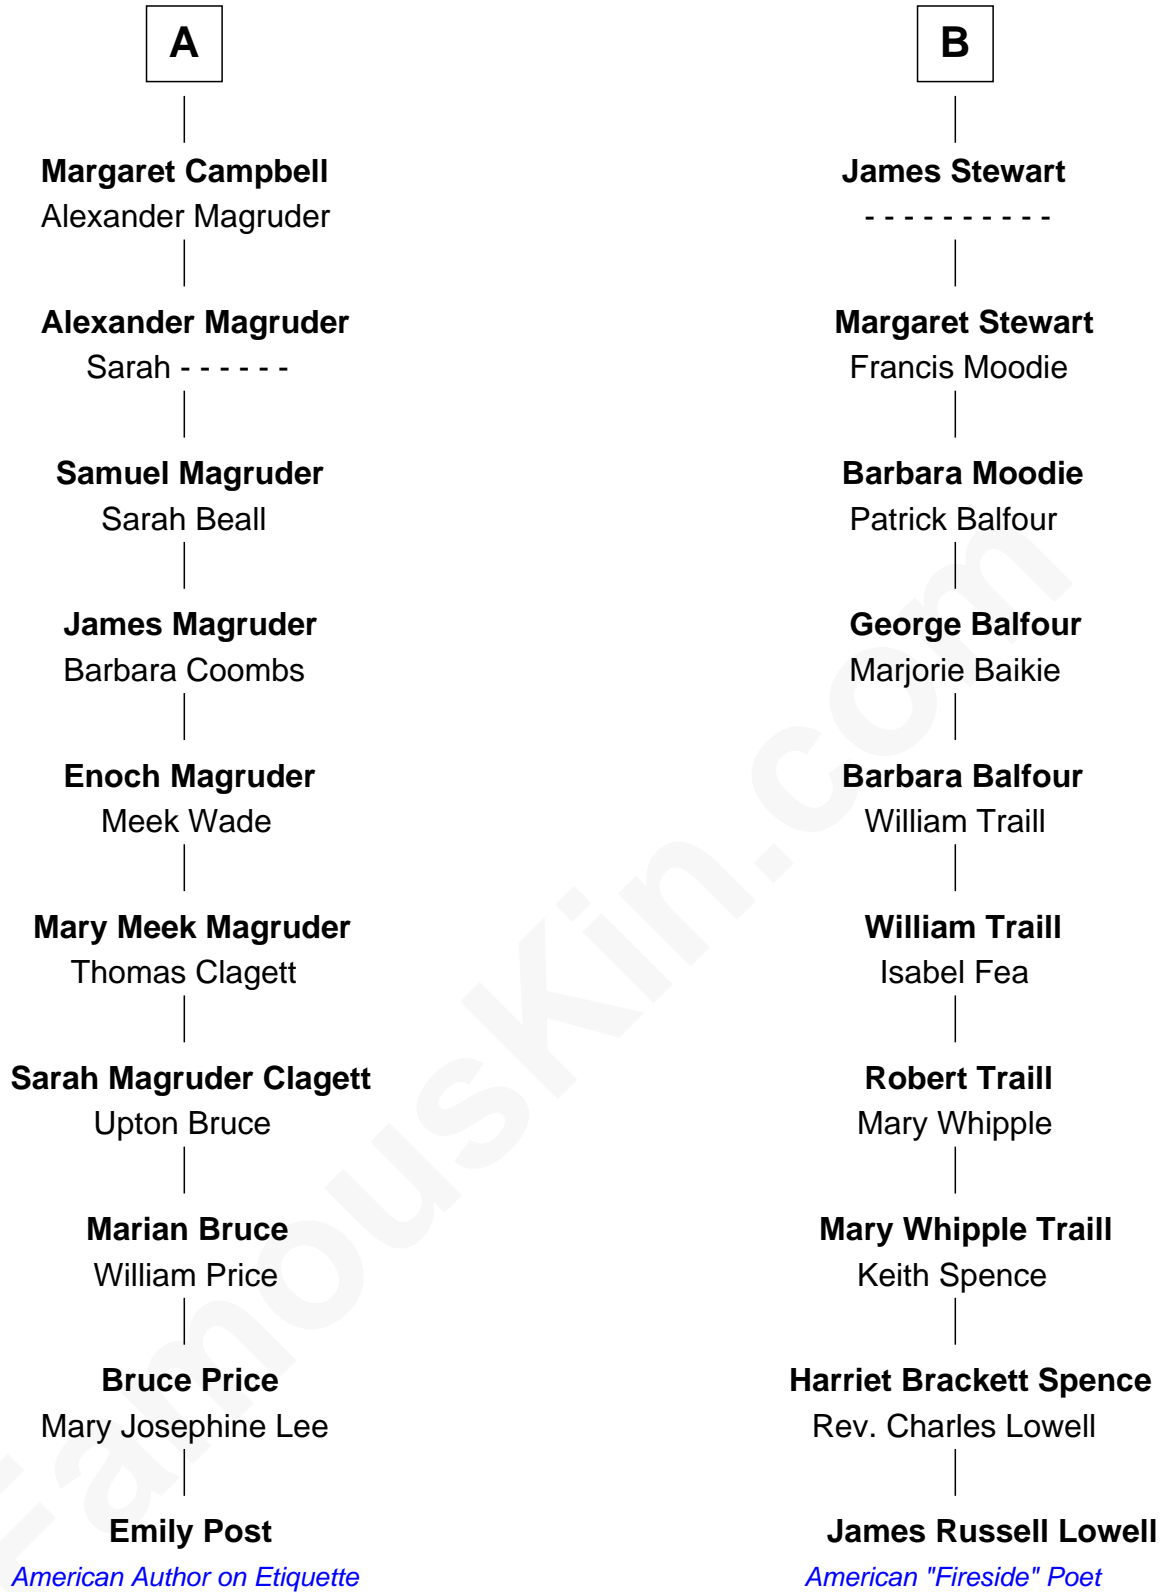 A
Margaret Campbell
Alexander Magruder
Alexander Magruder
Sarah - - - - - -
Samuel Magruder
Sarah Beall
James Magruder
Barbara Coombs
Enoch Magruder
Meek Wade
Mary Meek Magruder
Thomas Clagett
Sarah Magruder Clagett
Upton Bruce
Marian Bruce
William Price
Bruce Price
Mary Josephine Lee
Emily Post
American Author on Etiquette
B
James Stewart
- - - - - - - - - -
Margaret Stewart
Francis Moodie
Barbara Moodie
Patrick Balfour
George Balfour
Marjorie Baikie
Barbara Balfour
William Traill
William Traill
Isabel Fea
Robert Traill
Mary Whipple
Mary Whipple Traill
Keith Spence
Harriet Brackett Spence
Rev. Charles Lowell
James Russell Lowell
American "Fireside" Poet
FamousKin.com